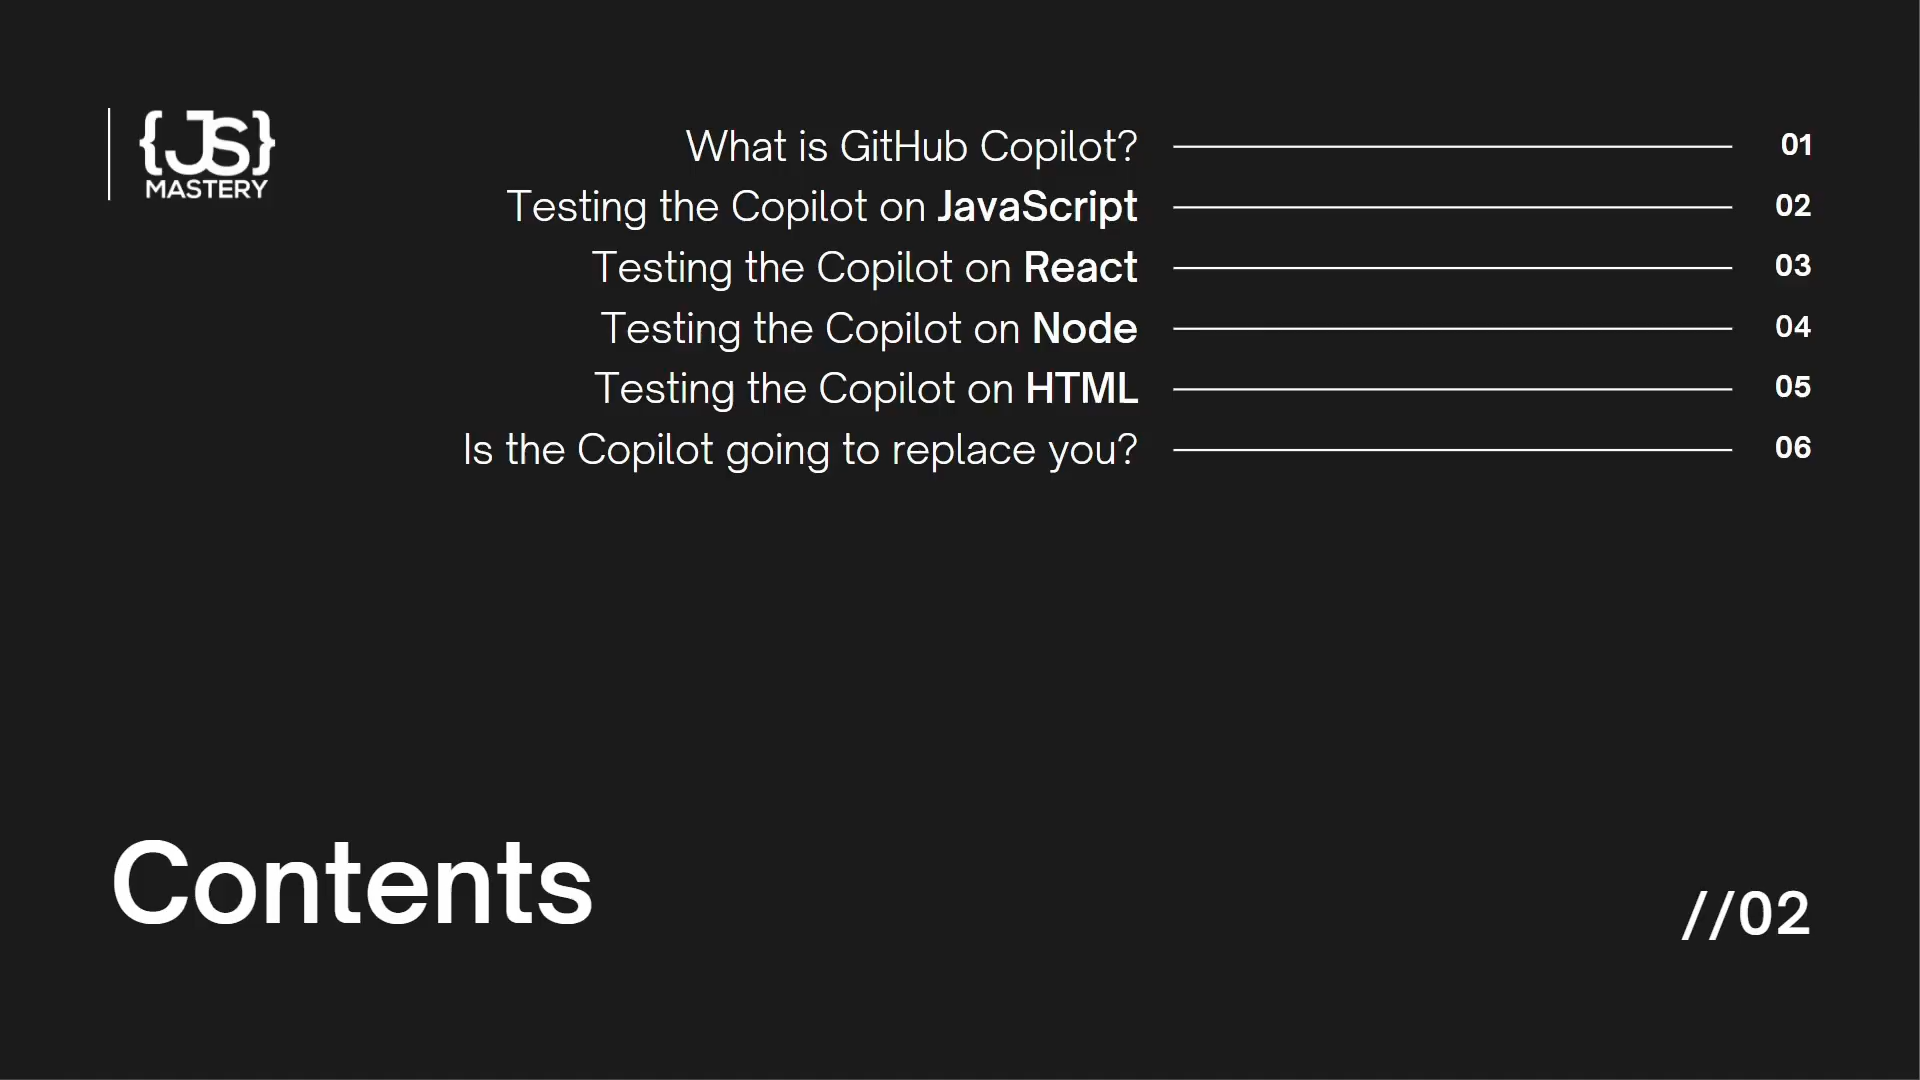 {JS}
MASTERY
What is GitHub Copilot? 01
Testing the Copilot on JavaScript 02
Testing the Copilot on React 03
Testing the Copilot on Node 04
Testing the Copilot on HTML 05
Is the Copilot going to replace you? 06
Contents
//02